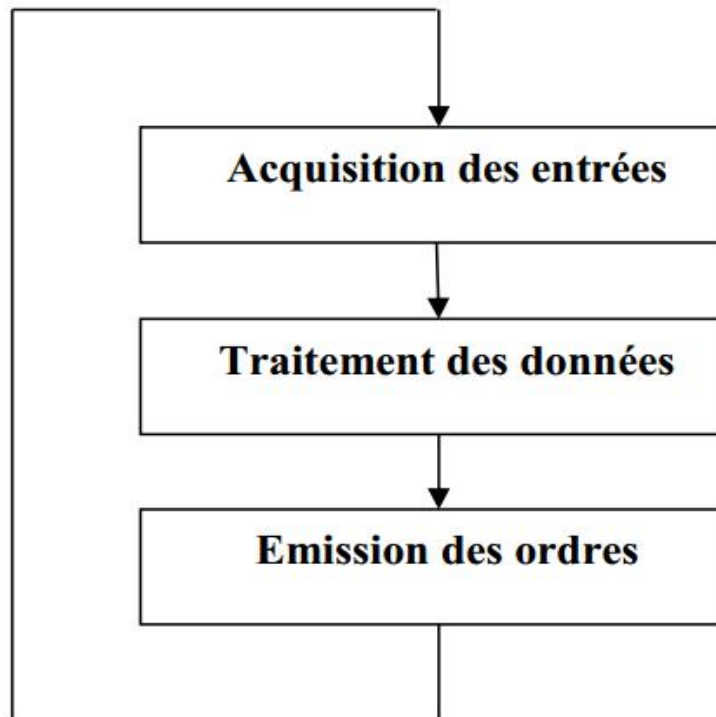 Acquisition des entrées
Traitement des données
Emission des ordres